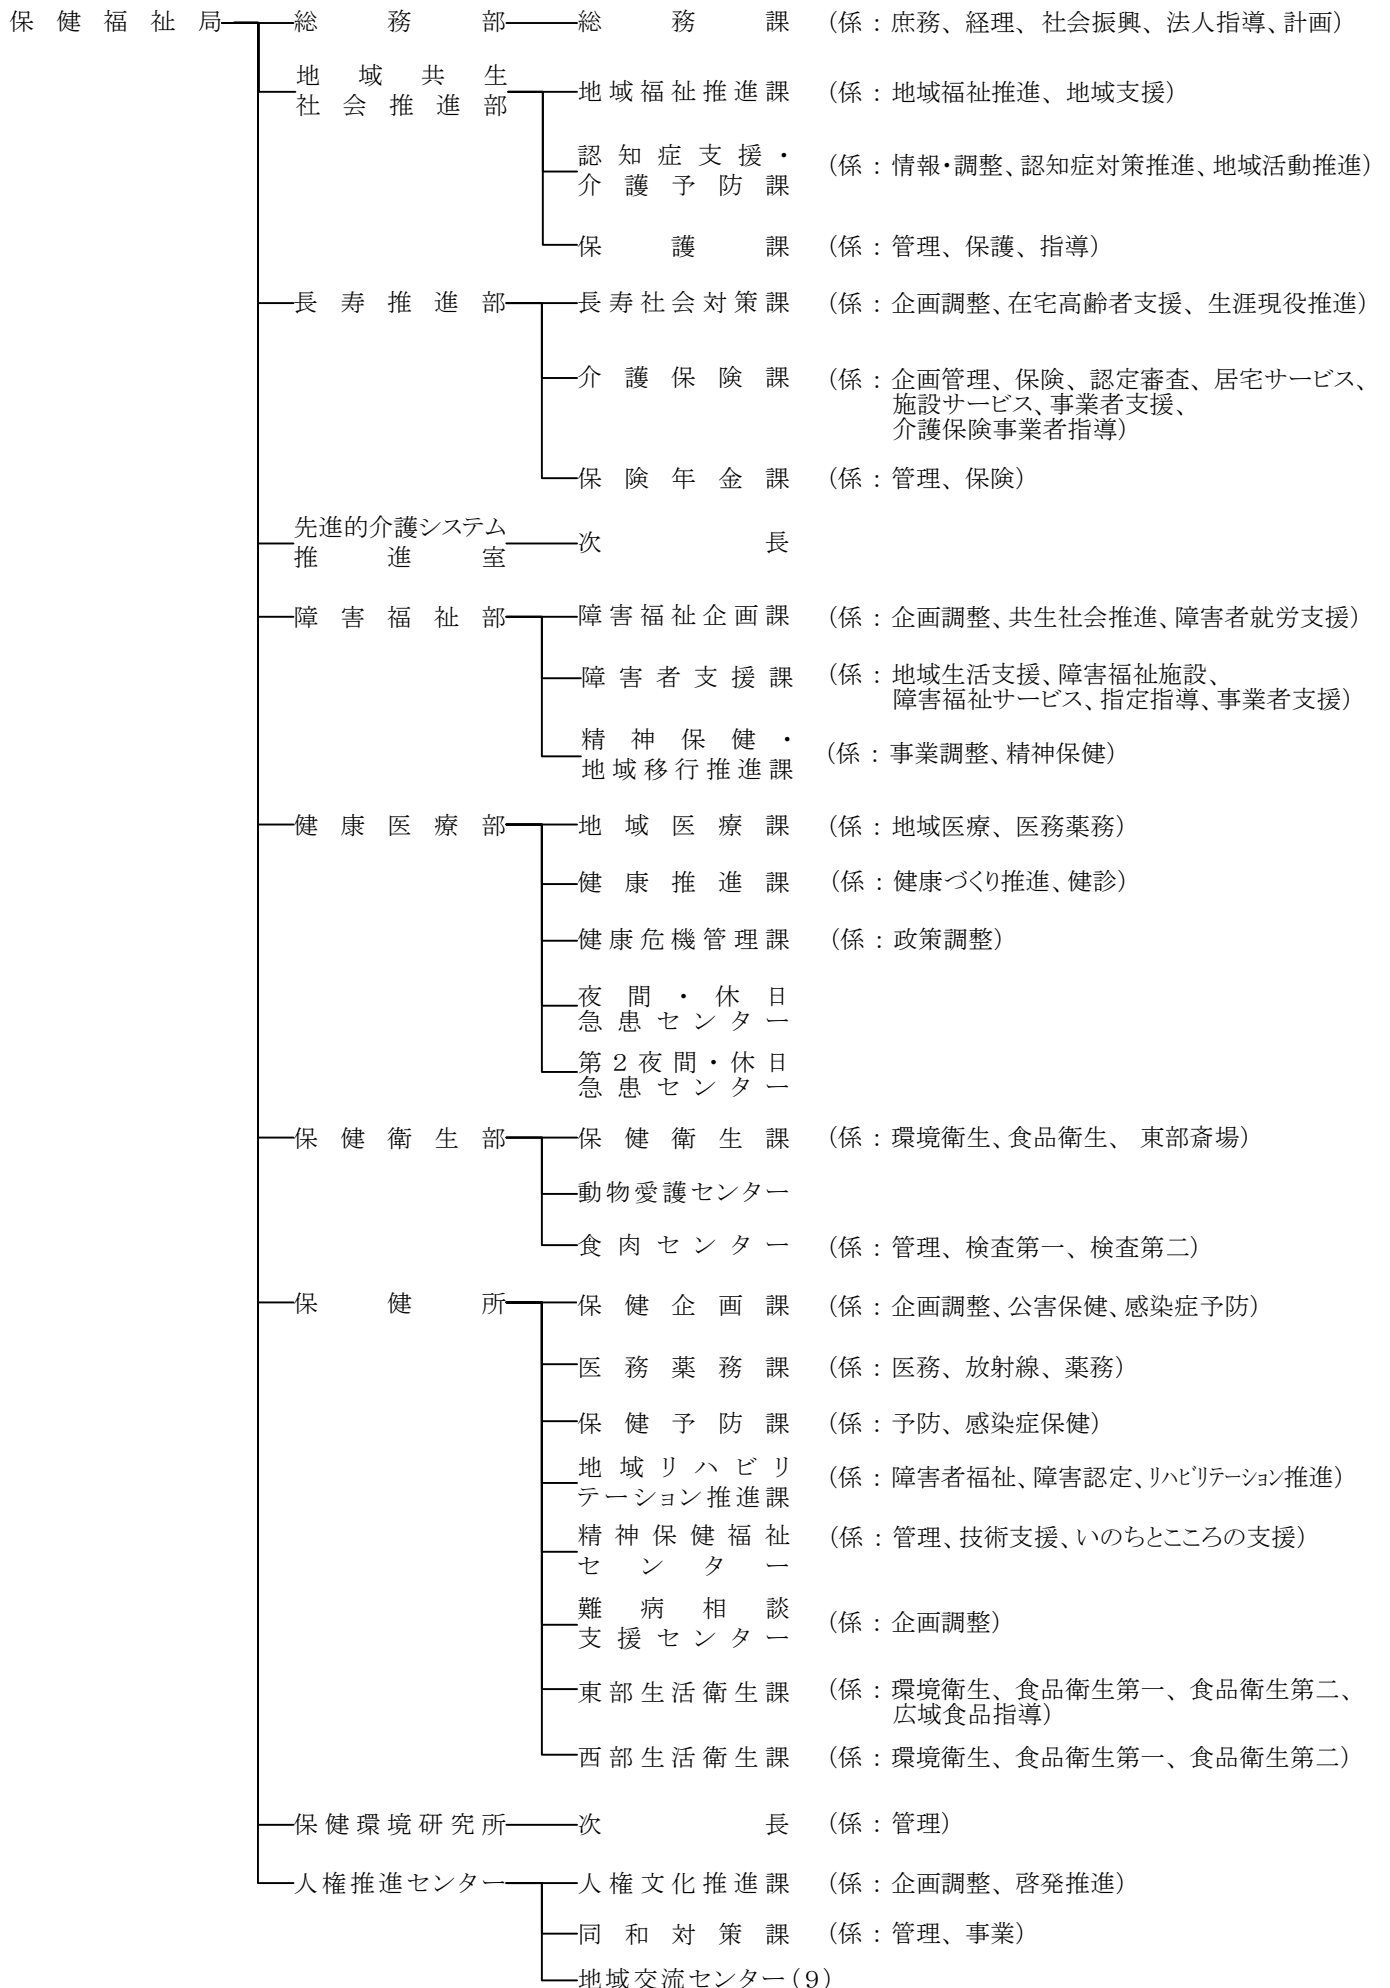 保健福祉局 総務部 総務課 (係：庶務、経理、社会振興、法人指導、計画)
地域共生
社会推進部 地域福祉推進課 (係：地域福祉推進、地域支援)
認知症支援・
介護予防課 (係：情報・調整、認知症対策推進、地域活動推進)
保護課 (係：管理、保護、指導)
長寿推進部 長寿社会対策課 (係：企画調整、在宅高齢者支援、生涯現役推進)
介護保険課 (係：企画管理、保険、認定審査、居宅サービス、
施設サービス、事業者支援、
介護保険事業者指導)
保険年金課 (係：管理、保険)
先進的介護システム
推進室 次長
障害福祉部 障害福祉企画課 (係：企画調整、共生社会推進、障害者就労支援)
障害者支援課 (係：地域生活支援、障害福祉施設、
障害福祉サービス、指定指導、事業者支援)
精神保健・
地域移行推進課 (係：事業調整、精神保健)
健康医療部 地域医療課 (係：地域医療、医務薬務)
健康推進課 (係：健康づくり推進、健診)
健康危機管理課 (係：政策調整)
夜間・休日
急患センター
第2夜間・休日
急患センター
保健衛生部 保健衛生課 (係：環境衛生、食品衛生、東部斎場)
動物愛護センター
食肉センター (係：管理、検査第一、検査第二)
保健所 保健企画課 (係：企画調整、公害保健、感染症予防)
医務薬務課 (係：医務、放射線、薬務)
保健予防課 (係：予防、感染症保健)
地域リハビリ
テーション推進課 (係：障害者福祉、障害認定、ﾘﾊﾋﾞﾘﾃｰｼｮﾝ推進)
精神保健福祉
センター (係：管理、技術支援、いのちとこころの支援)
難病相談
支援センター (係：企画調整)
東部生活衛生課 (係：環境衛生、食品衛生第一、食品衛生第二、
広域食品指導)
西部生活衛生課 (係：環境衛生、食品衛生第一、食品衛生第二)
保健環境研究所 次長 (係：管理)
人権推進センター 人権文化推進課 (係：企画調整、啓発推進)
同和対策課 (係：管理、事業)
地域交流センター(9)